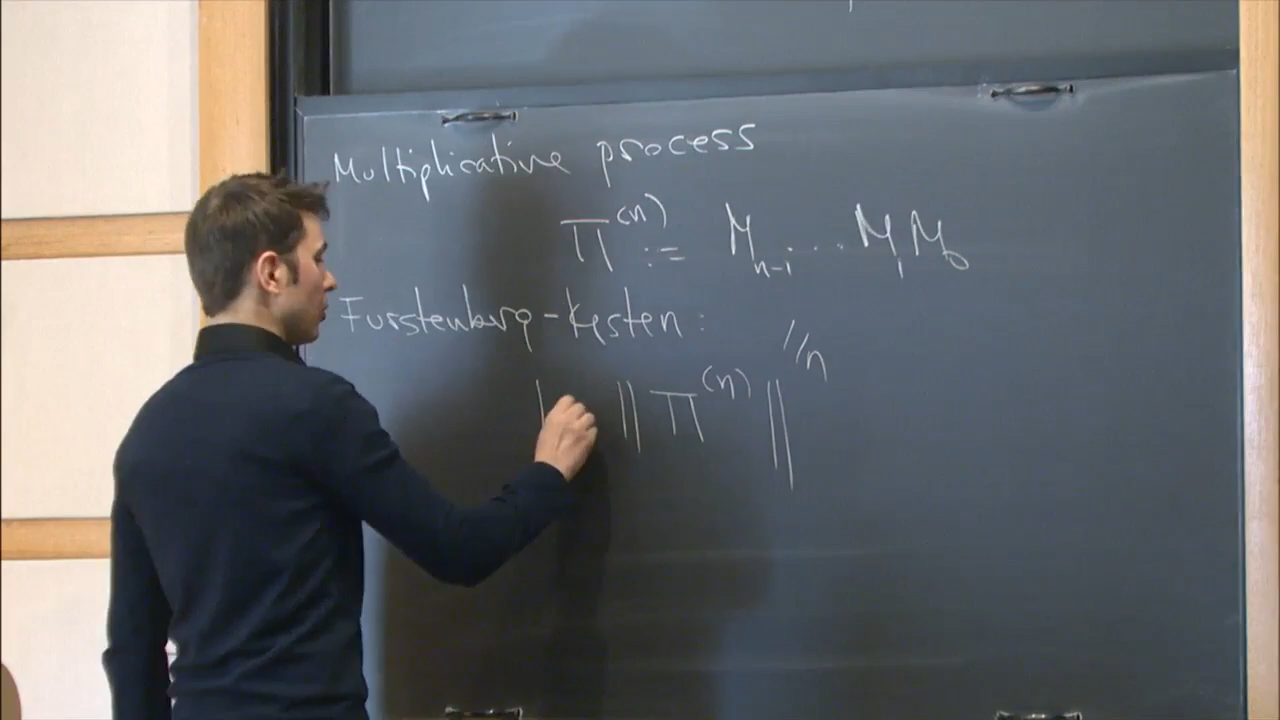 Multiplicative process
Π^(n) := M_{n-1} ... M_1 M_0
Furstenberg-Kesten:
|| Π^(n) ||^{1/n}